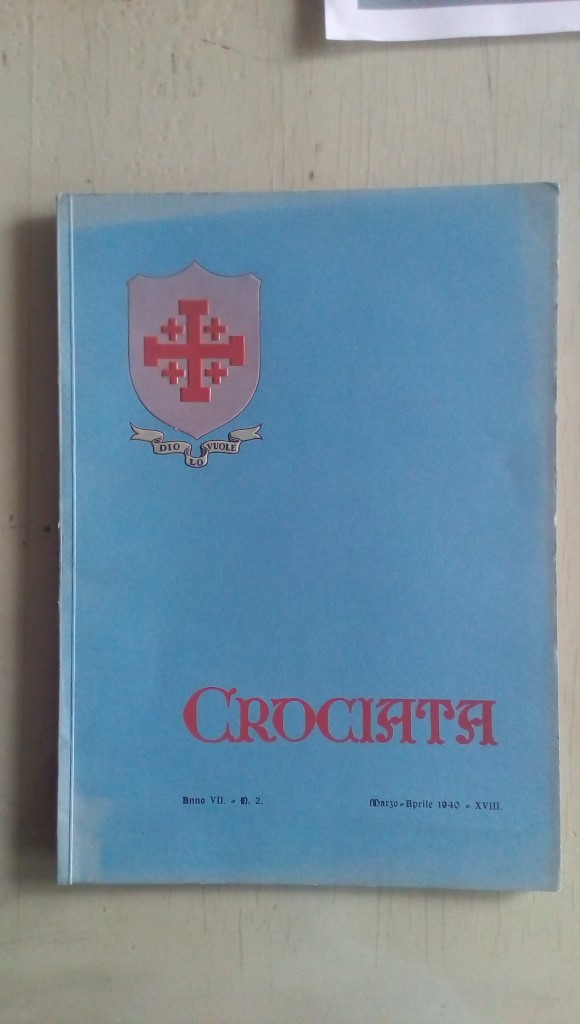 DIO LO VUOLE
CROCIATA
Anno VII. - N. 2.
Marzo-Aprile 1940 - XVIII.